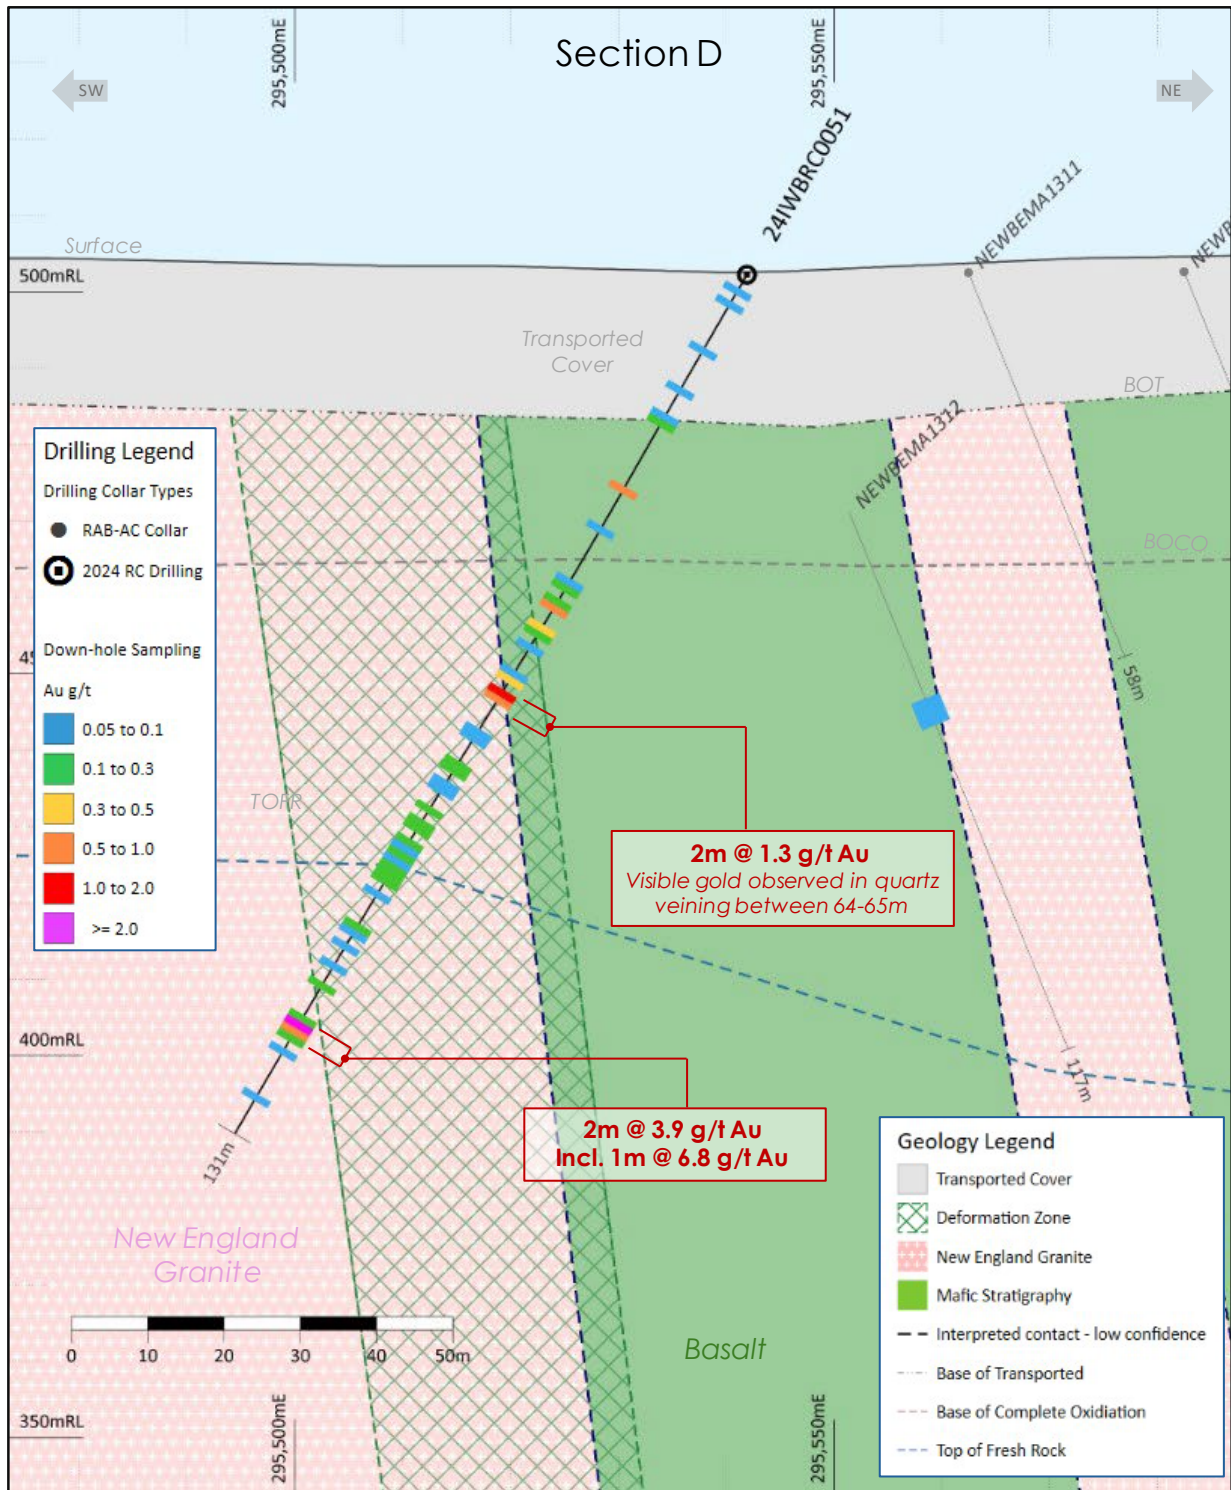 Section D
295,500mE
295,550mE
SW
NE
24IWBRC0051
NEWBEMA1311
Surface
500mRL
Transported
Cover
BOT
NEWBEMA1312
BOCO
Drilling Legend
Drilling Collar Types
RAB-AC Collar
2024 RC Drilling
Down-hole Sampling
Au g/t
0.05 to 0.1
0.1 to 0.3
0.3 to 0.5
0.5 to 1.0
1.0 to 2.0
>= 2.0
58m
TOFR
2m @ 1.3 g/t Au
Visible gold observed in quartz
veining between 64-65m
400mRL
117m
2m @ 3.9 g/t Au
Incl. 1m @ 6.8 g/t Au
131m
New England
Granite
Basalt
0 10 20 30 40 50m
350mRL
295,500mE
295,550mE
Geology Legend
Transported Cover
Deformation Zone
New England Granite
Mafic Stratigraphy
Interpreted contact - low confidence
Base of Transported
Base of Complete Oxidiation
Top of Fresh Rock